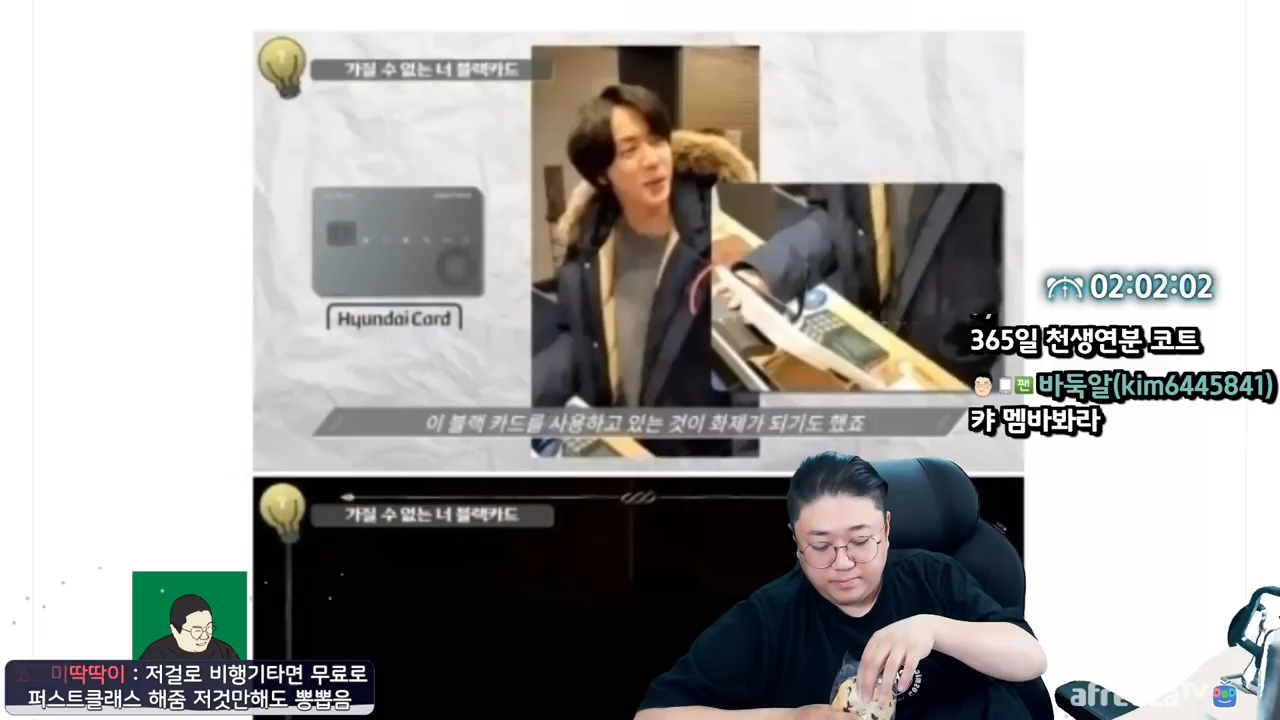 가질 수 없는 너 블랙카드
Hyundai Card
이 블랙 카드를 사용하고 있는 것이 화제가 되기도 했죠
02:02:02
365일 천생연분 코트
팬 바둑알(kim6445841)
캬 멤바봐라
가질 수 없는 너 블랙카드
미딱딱이 : 저걸로 비행기타면 무료로
퍼스트클래스 해줌 저것만해도 뽕뽑음
afreecaTV